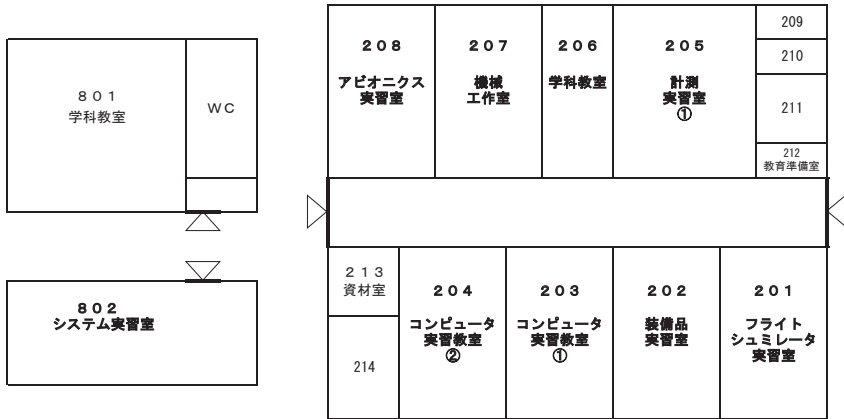 ８０１
学科教室
ＷＣ
８０２
システム実習室
２０８
アビオニクス
実習室
２０７
機械
工作室
２０６
学科教室
２０５
計測
実習室
①
209
210
211
212
教育準備室
２１３
資材室
214
２０４
コンピュータ
実習教室
②
２０３
コンピュータ
実習教室
①
２０２
装備品
実習室
２０１
フライト
シュミレータ
実習室